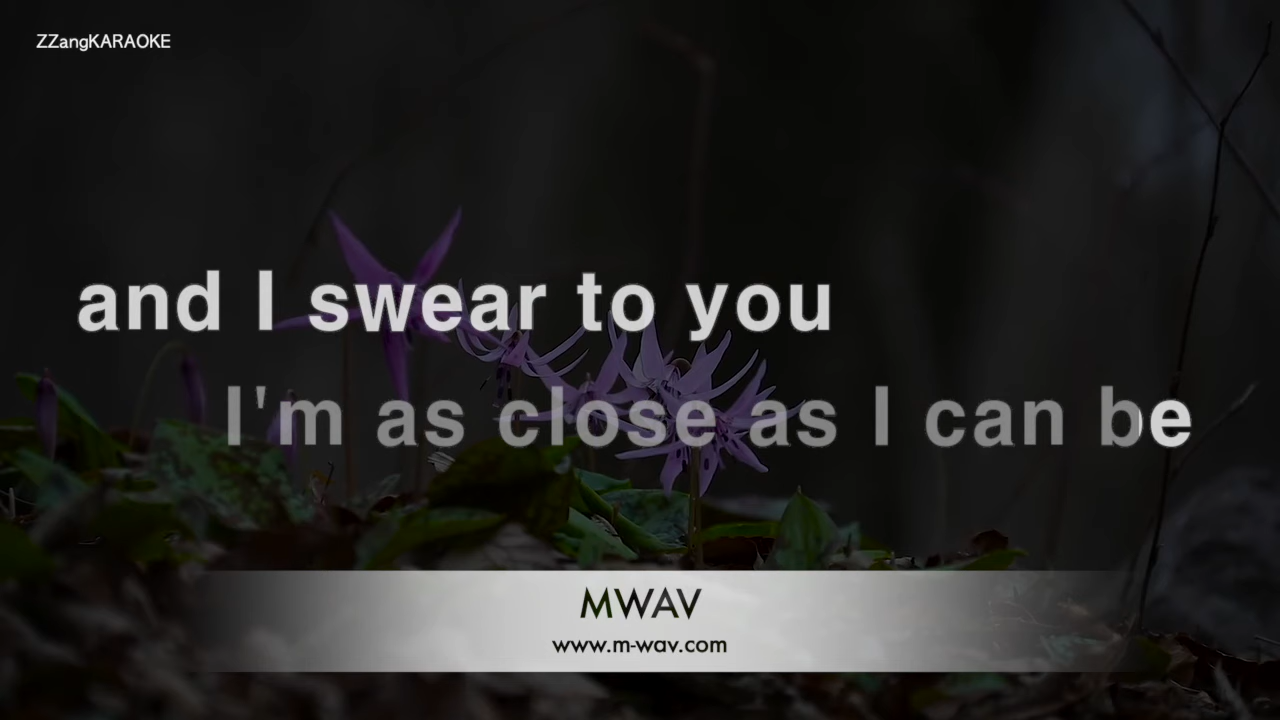 ZZangKARAOKE
and I swear to you
I'm as close as I can be
MWAV
www.m-wav.com